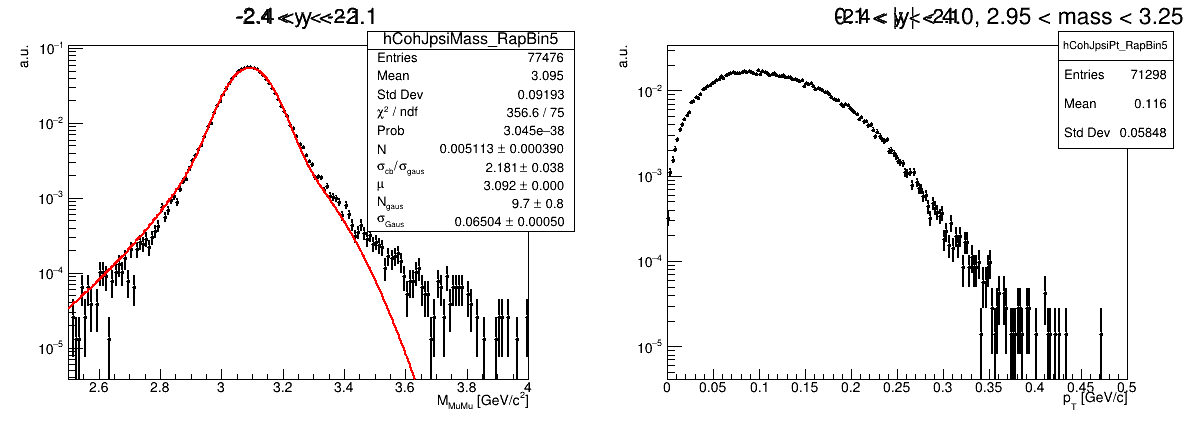 hCohJpsiMass_RapBin5
Entries 77476
Mean 3.095
Std Dev 0.09193
χ² / ndf 356.6 / 75
Prob 3.045e−38
N 0.005113 ± 0.000390
σcb/σgaus 2.181 ± 0.038
μ 3.092 ± 0.000
Ngaus 9.7 ± 0.8
σGaus 0.06504 ± 0.00050
a.u.
10⁻¹
10⁻²
10⁻³
10⁻⁴
10⁻⁵
2.6 2.8 3 3.2 3.4 3.6 3.8 4
MMuMu [GeV/c²]
, 2.95 < mass < 3.25
hCohJpsiPt_RapBin5
Entries 71298
Mean 0.116
Std Dev 0.05848
a.u.
10⁻²
10⁻³
10⁻⁴
10⁻⁵
0 0.05 0.1 0.15 0.2 0.25 0.3 0.35 0.4 0.45 0.5
pT [GeV/c]